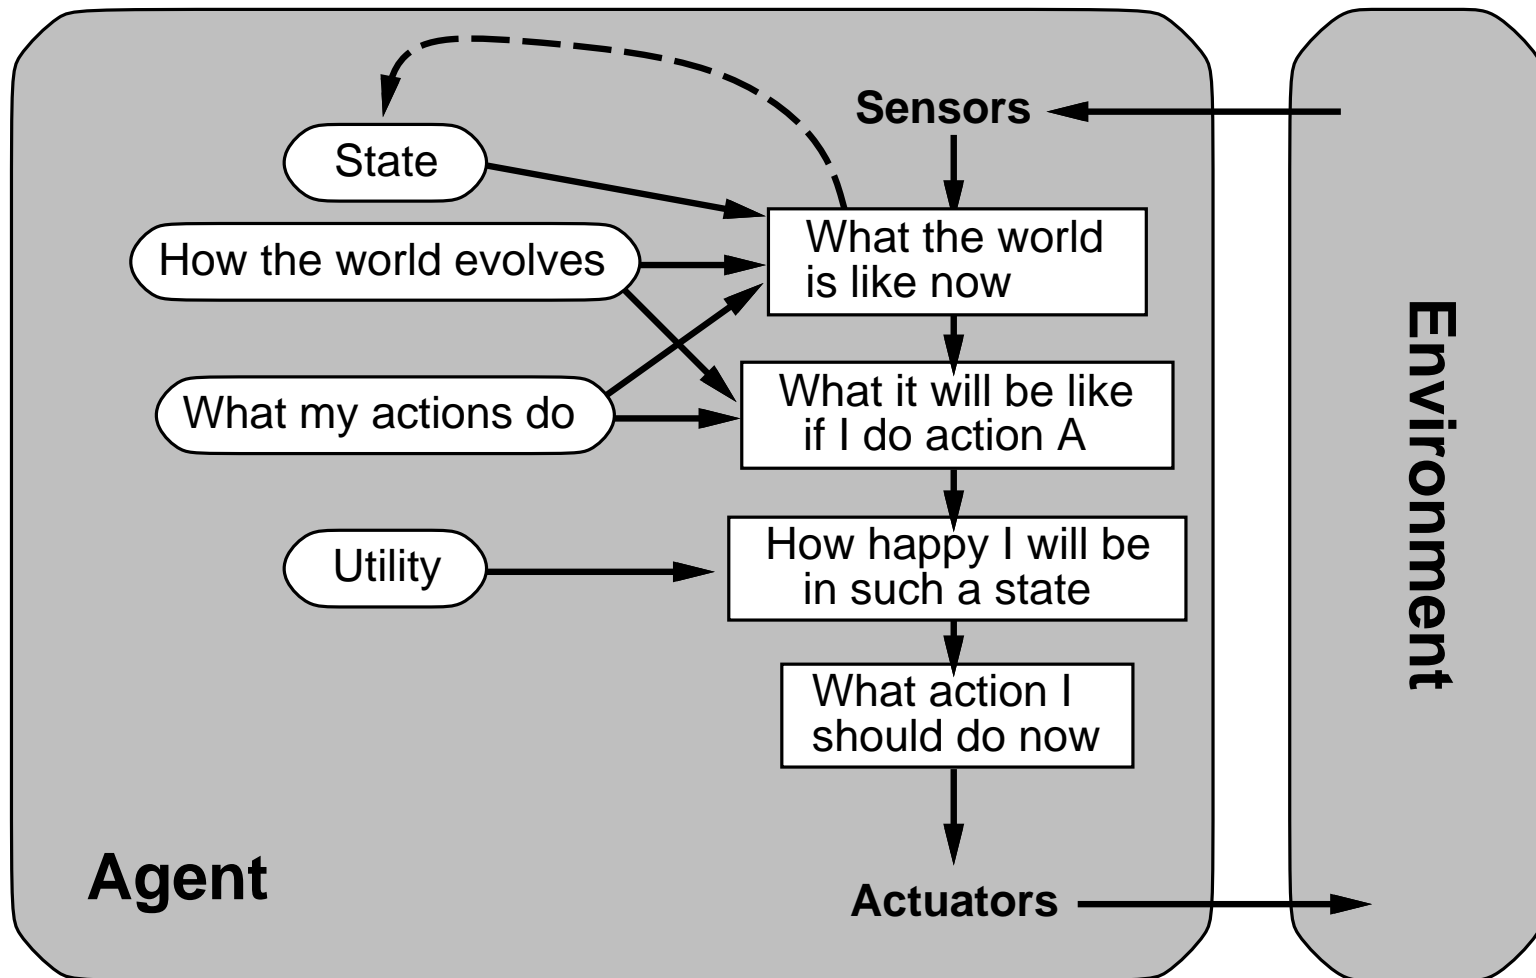 Sensors
State
What the world
is like now
How the world evolves
What it will be like
if I do action A
What my actions do
How happy I will be
in such a state
Utility
What action I
should do now
Agent
Actuators
Environment